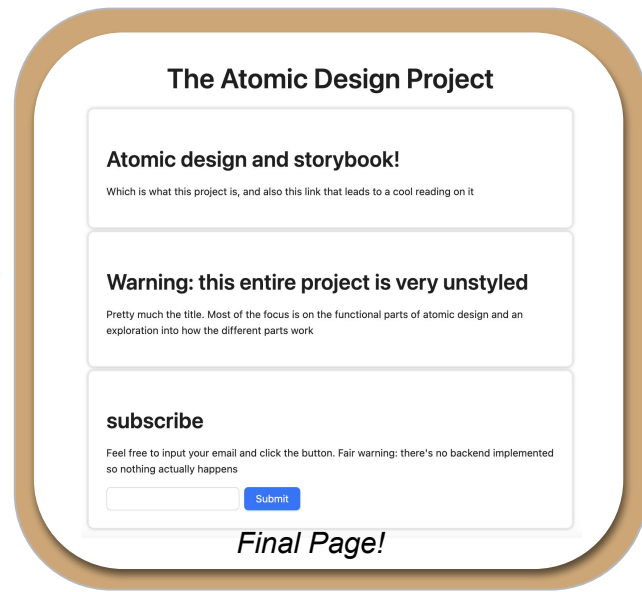 The Atomic Design Project
Atomic design and storybook!
Which is what this project is, and also this link that leads to a cool reading on it
Warning: this entire project is very unstyled
Pretty much the title. Most of the focus is on the functional parts of atomic design and an
exploration into how the different parts work
subscribe
Feel free to input your email and click the button. Fair warning: there's no backend implemented
so nothing actually happens
Submit
Final Page!